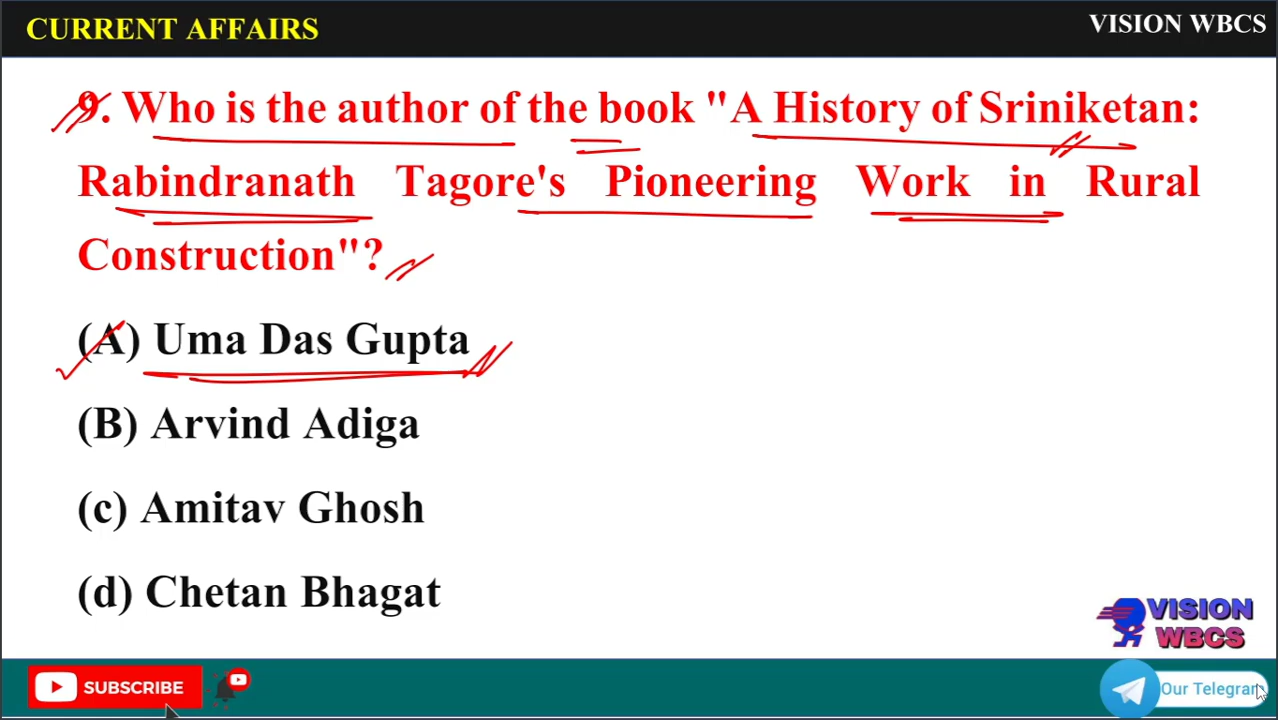 CURRENT AFFAIRS
VISION WBCS
9. Who is the author of the book "A History of Sriniketan:
Rabindranath Tagore's Pioneering Work in Rural
Construction"?
(A) Uma Das Gupta
(B) Arvind Adiga
(c) Amitav Ghosh
(d) Chetan Bhagat
VISION
WBCS
SUBSCRIBE
Our Telegram